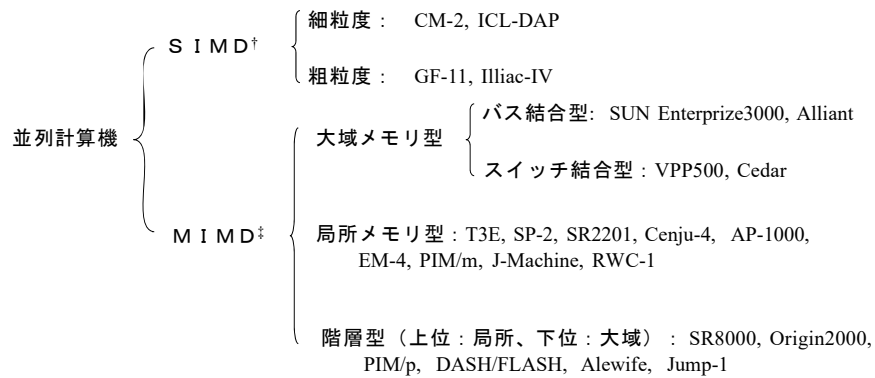 並列計算機
ＳＩＭＤ†
細粒度： CM-2, ICL-DAP
粗粒度： GF-11, Illiac-IV
ＭＩＭＤ‡
大域メモリ型
バス結合型: SUN Enterprize3000, Alliant
スイッチ結合型：VPP500, Cedar
局所メモリ型：T3E, SP-2, SR2201, Cenju-4, AP-1000,
EM-4, PIM/m, J-Machine, RWC-1
階層型（上位：局所、下位：大域）：SR8000, Origin2000,
PIM/p, DASH/FLASH, Alewife, Jump-1